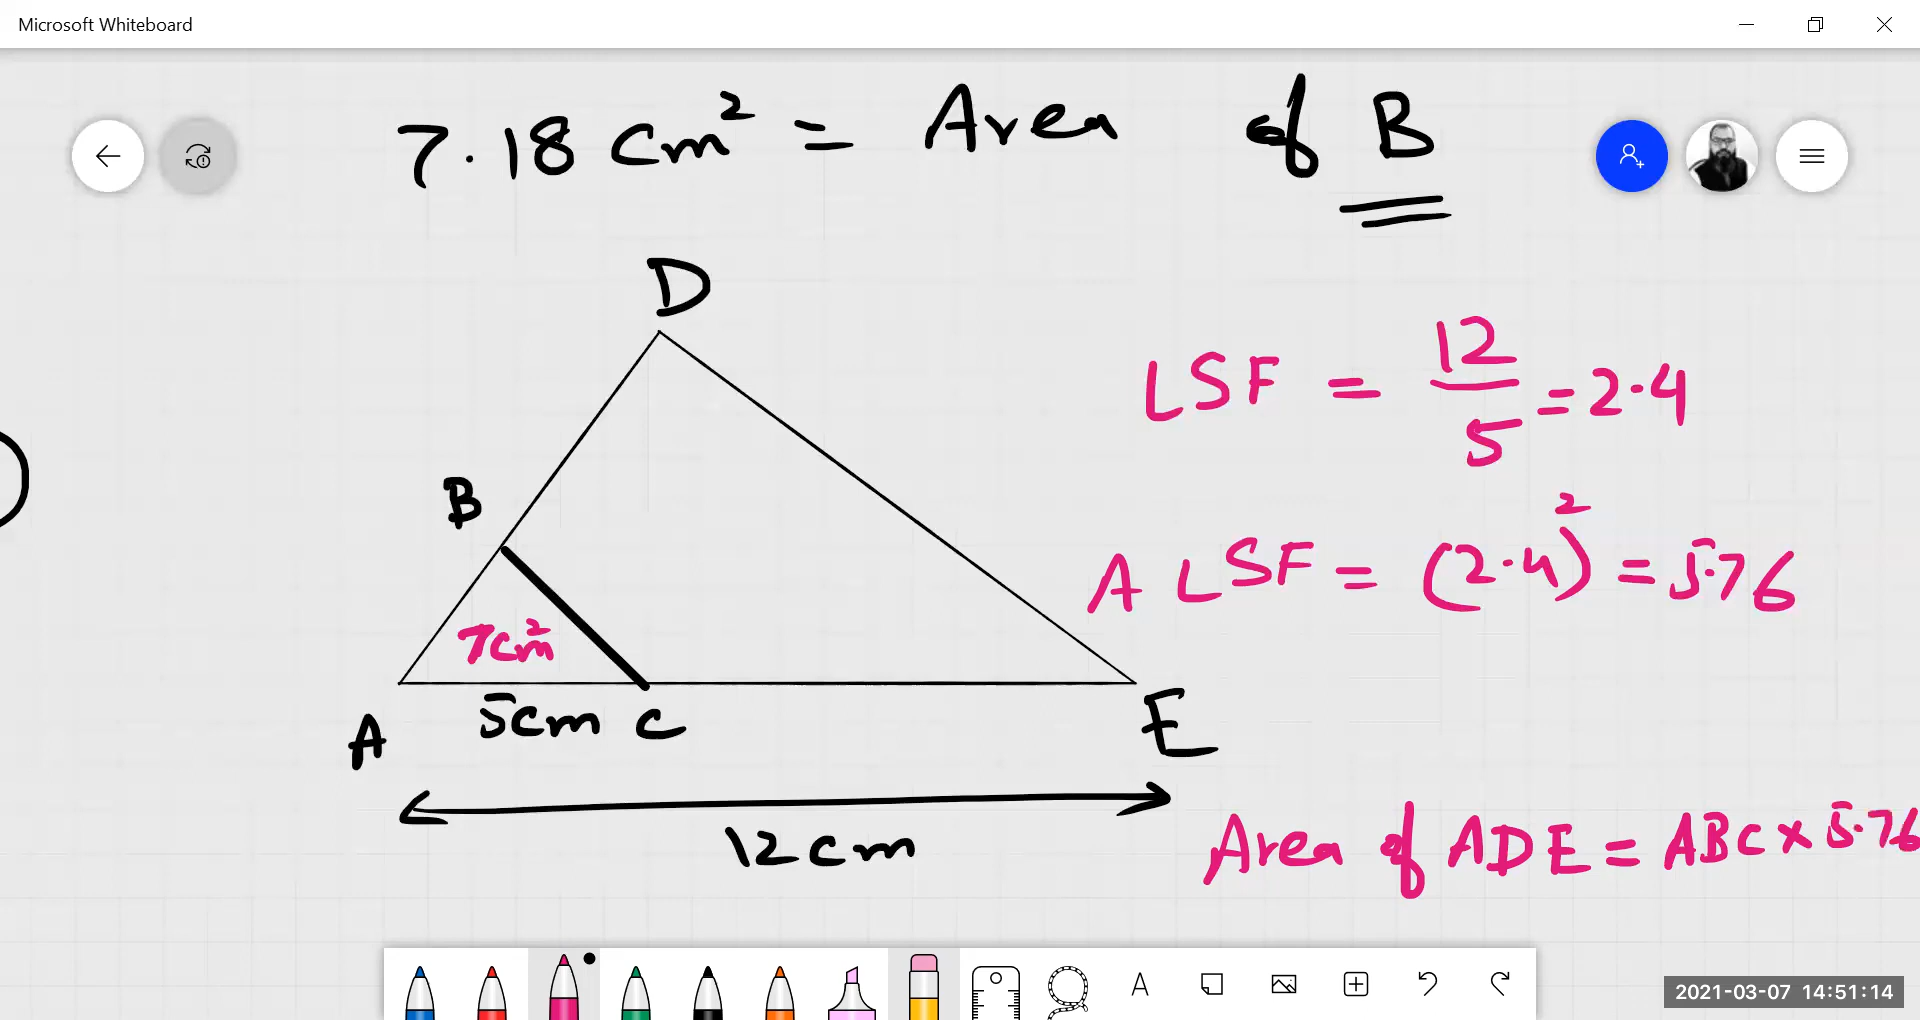 Microsoft Whiteboard
7.18 cm² = Area of B
D
LSF = 12/5 = 2.4
B
A LSF = (2.4)² = 5.76
7cm²
A 5cm C E
12cm
Area of ADE = ABC × 5.76
A
2021-03-07 14:51:14